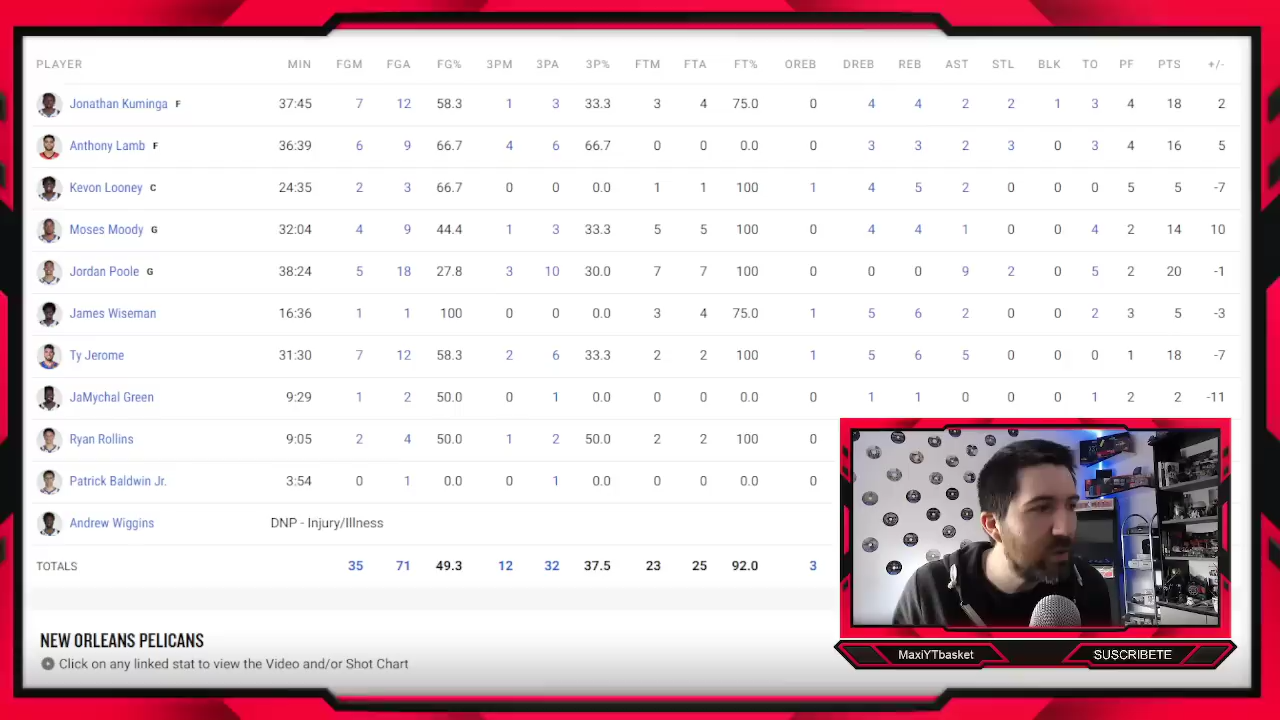 PLAYER MIN FGM FGA FG% 3PM 3PA 3P% FTM FTA FT% OREB DREB REB AST STL BLK TO PF PTS +/-
Jonathan Kuminga F 37:45 7 12 58.3 1 3 33.3 3 4 75.0 0 4 4 2 2 1 3 4 18 2
Anthony Lamb F 36:39 6 9 66.7 4 6 66.7 0 0 0.0 0 3 3 2 3 0 3 4 16 5
Kevon Looney C 24:35 2 3 66.7 0 0 0.0 1 1 100 1 4 5 2 0 0 0 5 5 -7
Moses Moody G 32:04 4 9 44.4 1 3 33.3 5 5 100 0 4 4 1 0 0 4 2 14 10
Jordan Poole G 38:24 5 18 27.8 3 10 30.0 7 7 100 0 0 0 9 2 0 5 2 20 -1
James Wiseman 16:36 1 1 100 0 0 0.0 3 4 75.0 1 5 6 2 0 0 2 3 5 -3
Ty Jerome 31:30 7 12 58.3 2 6 33.3 2 2 100 1 5 6 5 0 0 0 1 18 -7
JaMychal Green 9:29 1 2 50.0 0 1 0.0 0 0 0.0 0 1 1 0 0 0 1 2 2 -11
Ryan Rollins 9:05 2 4 50.0 1 2 50.0 2 2 100 0
Patrick Baldwin Jr. 3:54 0 1 0.0 0 1 0.0 0 0 0.0 0
Andrew Wiggins DNP - Injury/Illness
TOTALS 35 71 49.3 12 32 37.5 23 25 92.0 3
NEW ORLEANS PELICANS
Click on any linked stat to view the Video and/or Shot Chart
MaxiYTbasket SUSCRIBETE